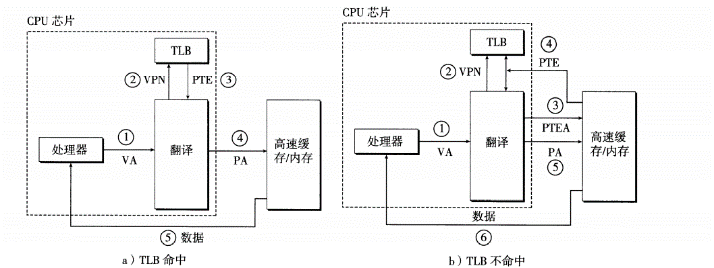 CPU 芯片
TLB
② VPN
PTE ③
处理器
①
VA
翻译
④
PA
高速缓
存/内存
⑤ 数据
a）TLB 命中
CPU 芯片
TLB
④
PTE
② VPN
处理器
①
VA
翻译
③
PTEA
PA
⑤
高速缓
存/内存
数据
⑥
b）TLB 不命中